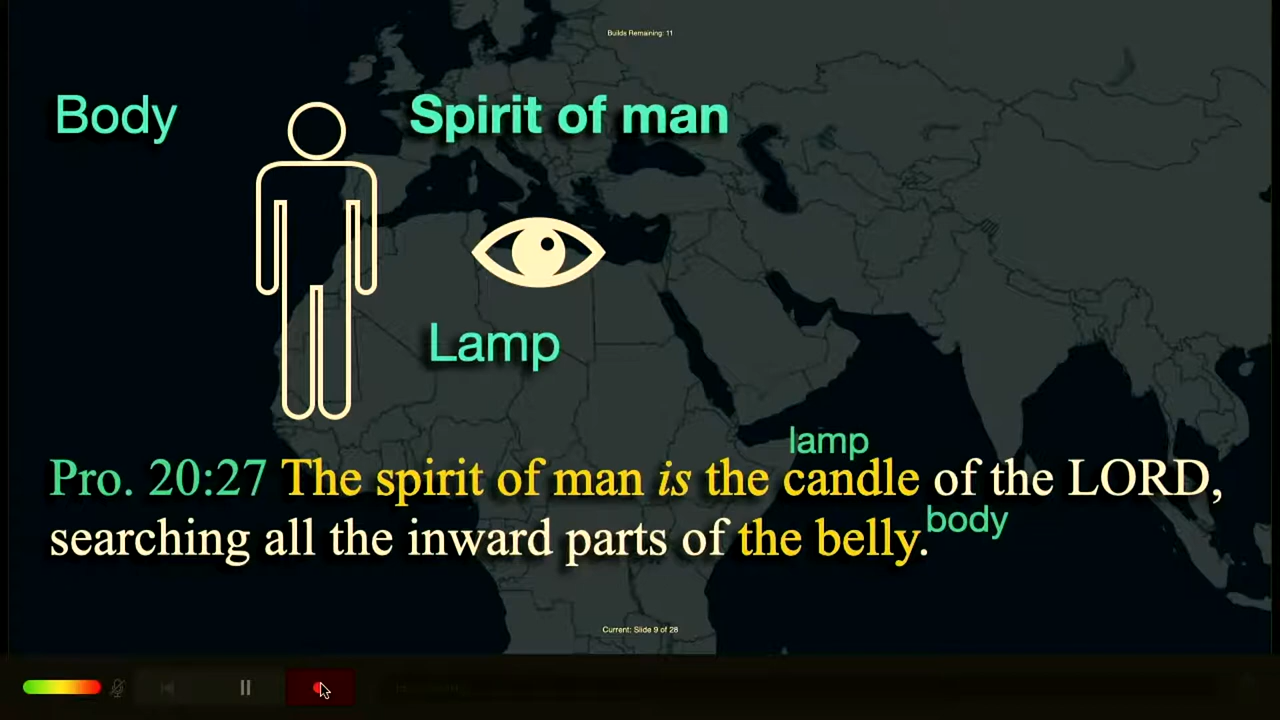 Builds Remaining: 11
Body
Spirit of man
Lamp
lamp
Pro. 20:27 The spirit of man is the candle of the LORD,
body
searching all the inward parts of the belly.
Current: Slide 9 of 28